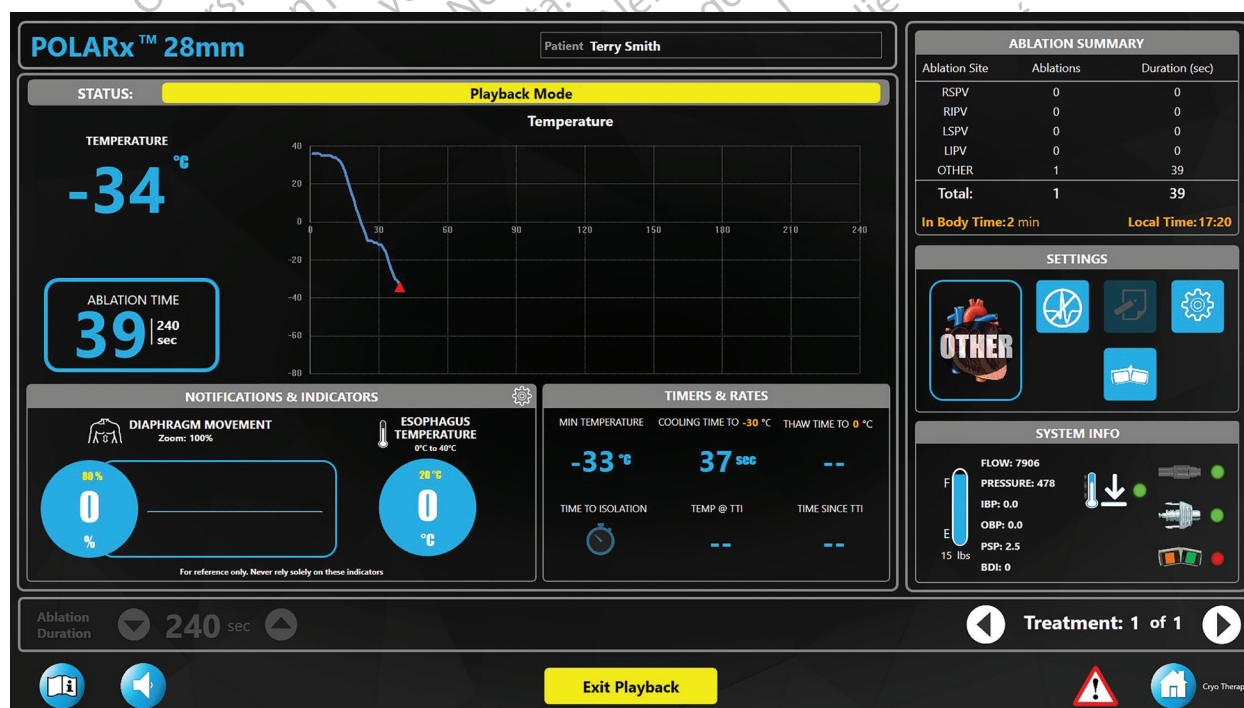 POLARx™ 28mm
Patient Terry Smith
STATUS:
Playback Mode
TEMPERATURE
-34 °C
ABLATION TIME
39 240 sec
Temperature
40
20
0
-20
-40
-60
-80
0 30 60 90 120 150 180 210 240
NOTIFICATIONS & INDICATORS
DIAPHRAGM MOVEMENT
Zoom: 100%
80 %
0
%
ESOPHAGUS
TEMPERATURE
0°C to 40°C
20 °C
0
°C
For reference only. Never rely solely on these indicators
TIMERS & RATES
MIN TEMPERATURE COOLING TIME TO -30 °C THAW TIME TO 0 °C
-33 °C 37 sec --
TIME TO ISOLATION TEMP @ TTI TIME SINCE TTI
-- --
ABLATION SUMMARY
Ablation Site Ablations Duration (sec)
RSPV 0 0
RIPV 0 0
LSPV 0 0
LIPV 0 0
OTHER 1 39
Total: 1 39
In Body Time: 2 min Local Time: 17:20
SETTINGS
OTHER
SYSTEM INFO
F
E
15 lbs
FLOW: 7906
PRESSURE: 478
IBP: 0.0
OBP: 0.0
PSP: 2.5
BDI: 0
Ablation
Duration
240 sec
Treatment: 1 of 1
Exit Playback
Cryo Therap